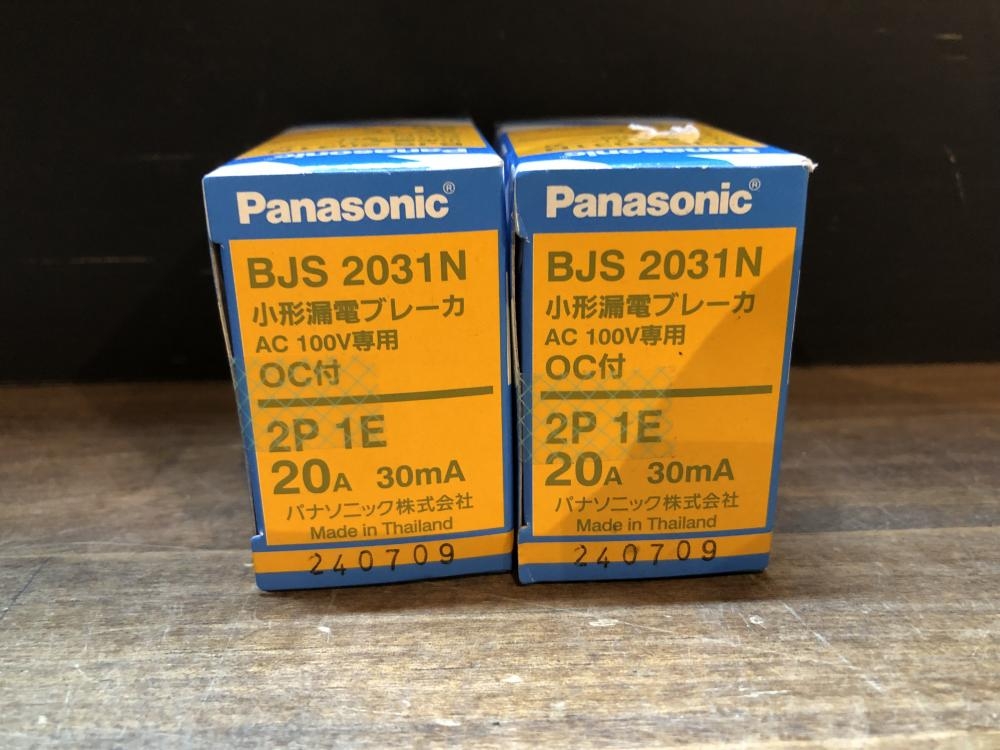 Panasonic®
BJS 2031N
小形漏電ブレーカ
AC 100V専用
OC付
2P 1E
20A 30mA
パナソニック株式会社
Made in Thailand
240709
Panasonic®
BJS 2031N
小形漏電ブレーカ
AC 100V専用
OC付
2P 1E
20A 30mA
パナソニック株式会社
Made in Thailand
240709